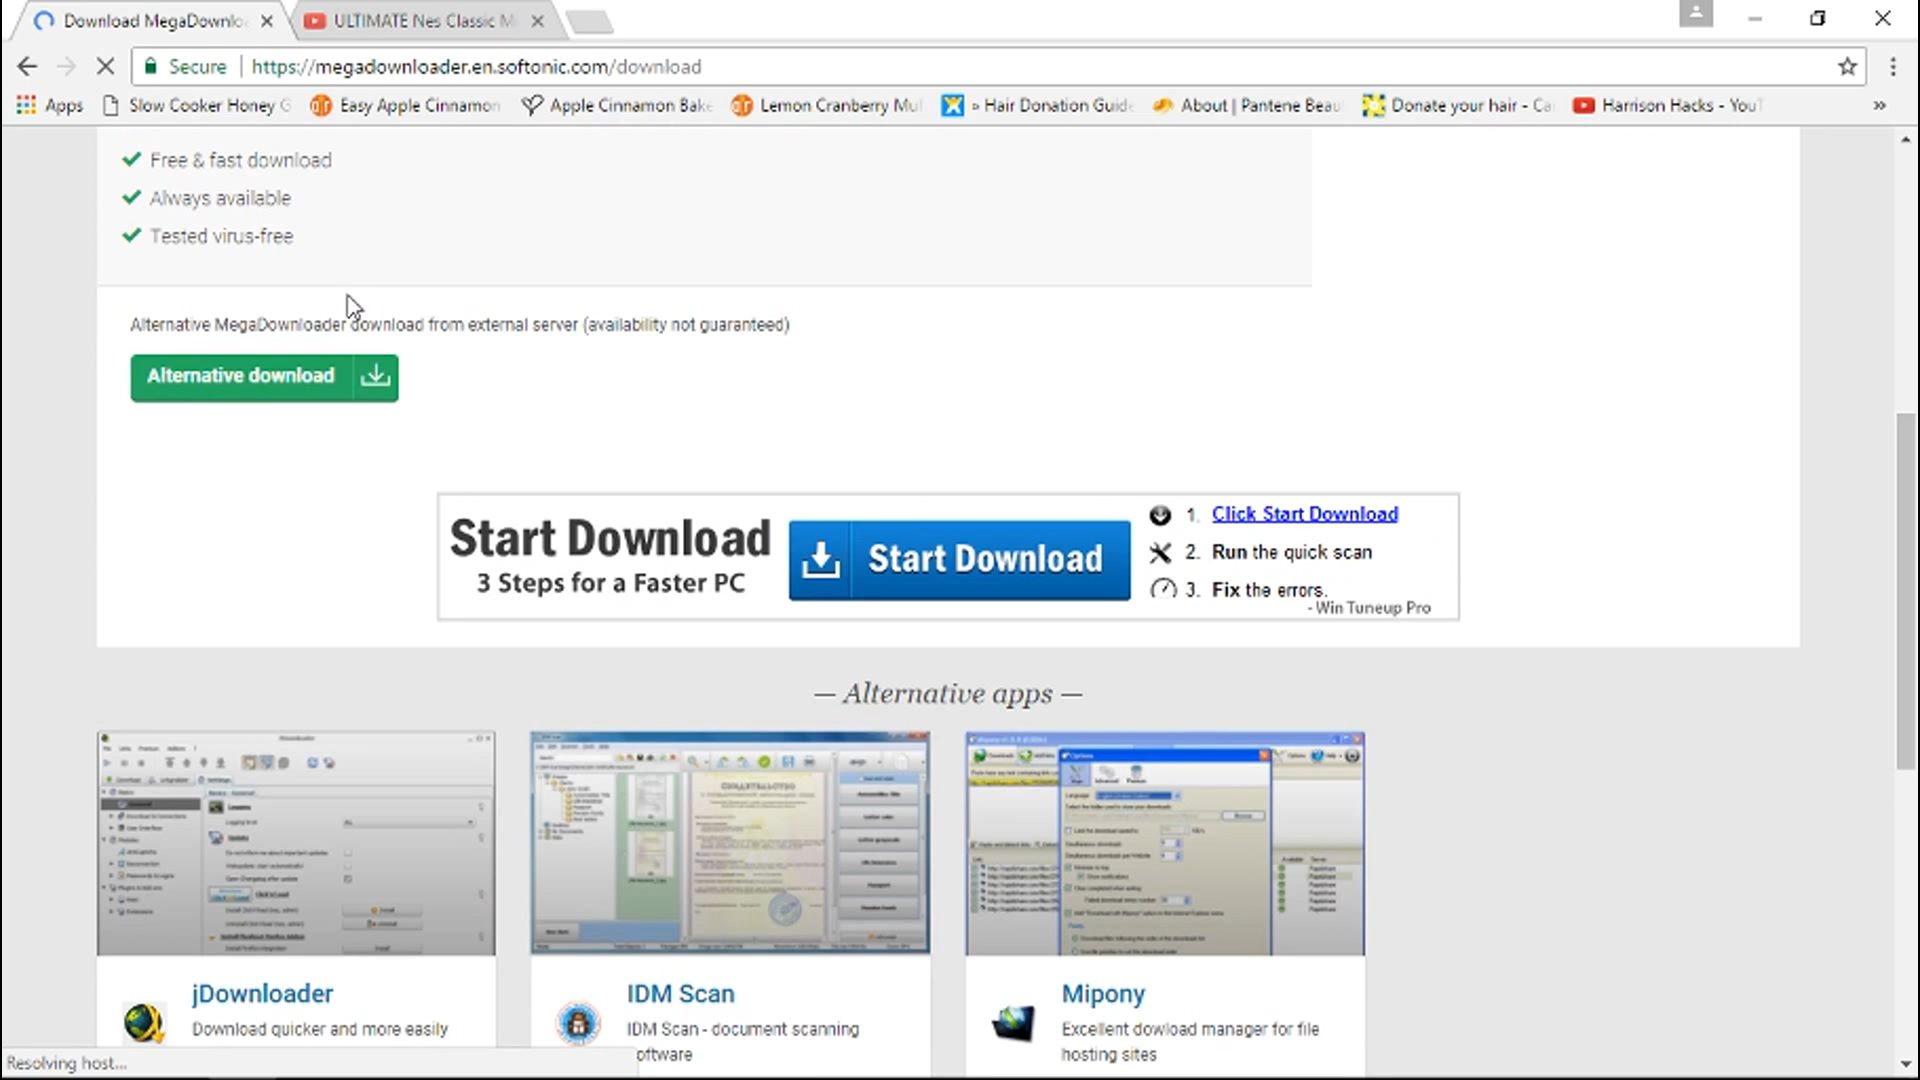 Download MegaDownlo
ULTIMATE Nes Classic M
Secure
https://megadownloader.en.softonic.com/download
Apps
Slow Cooker Honey G
Easy Apple Cinnamon
Apple Cinnamon Bake
Lemon Cranberry Muf
» Hair Donation Guide
About | Pantene Beau
Donate your hair - Ca
Harrison Hacks - YouT
»
Free & fast download
Always available
Tested virus-free
Alternative MegaDownloader download from external server (availability not guaranteed)
Alternative download
Start Download
3 Steps for a Faster PC
Start Download
1. Click Start Download
2. Run the quick scan
3. Fix the errors.
- Win Tuneup Pro
— Alternative apps —
jDownloader
Download quicker and more easily
IDM Scan
IDM Scan - document scanning
oftware
Mipony
Excellent dowload manager for file
hosting sites
Resolving host...